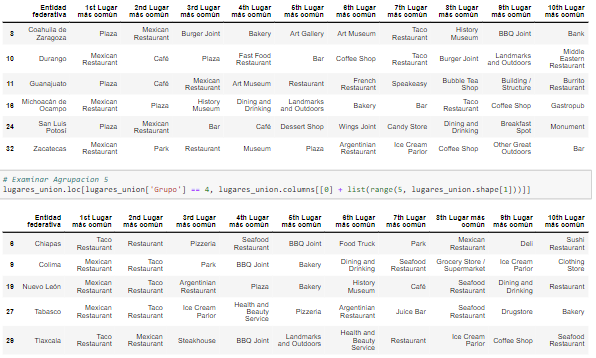 Entidad federativa 1st Lugar más común 2nd Lugar más común 3rd Lugar más común 4th Lugar más común 5th Lugar más común 6th Lugar más común 7th Lugar más común 8th Lugar más común 9th Lugar más común 10th Lugar más común
8 Coahuila de Zaragoza Plaza Mexican Restaurant Burger Joint Bakery Art Gallery Art Museum Taco Restaurant History Museum BBQ Joint Bank
10 Durango Mexican Restaurant Café Plaza Fast Food Restaurant Bar Coffee Shop Taco Restaurant Burger Joint Landmarks and Outdoors Middle Eastern Restaurant
11 Guanajuato Plaza Café Mexican Restaurant Art Museum Restaurant French Restaurant Speakeasy Bubble Tea Shop Building / Structure Burrito Restaurant
16 Michoacán de Ocampo Mexican Restaurant Plaza History Museum Dining and Drinking Landmarks and Outdoors Bakery Bar Taco Restaurant Coffee Shop Gastropub
24 San Luis Potosí Plaza Mexican Restaurant Bar Café Dessert Shop Wings Joint Candy Store Dining and Drinking Breakfast Spot Monument
32 Zacatecas Mexican Restaurant Park Restaurant Museum Plaza Argentinian Restaurant Ice Cream Parlor Coffee Shop Other Great Outdoors Bar
# Examinar Agrupacion 5
lugares_union.loc[lugares_union['Grupo'] == 4, lugares_union.columns[[0] + list(range(5, lugares_union.shape[1]))]]
Entidad federativa 1st Lugar más común 2nd Lugar más común 3rd Lugar más común 4th Lugar más común 5th Lugar más común 6th Lugar más común 7th Lugar más común 8th Lugar más común 9th Lugar más común 10th Lugar más común
6 Chiapas Taco Restaurant Restaurant Pizzeria Seafood Restaurant BBQ Joint Food Truck Park Mexican Restaurant Deli Sushi Restaurant
9 Colima Mexican Restaurant Taco Restaurant Park BBQ Joint Bakery Dining and Drinking Seafood Restaurant Grocery Store / Supermarket Ice Cream Parlor Clothing Store
19 Nuevo León Mexican Restaurant Taco Restaurant Argentinian Restaurant Plaza Bakery History Museum Café Seafood Restaurant Dining and Drinking Restaurant
27 Tabasco Mexican Restaurant Taco Restaurant Ice Cream Parlor Health and Beauty Service Pizzeria Argentinian Restaurant Juice Bar Seafood Restaurant Drugstore Bakery
29 Tlaxcala Taco Restaurant Mexican Restaurant Steakhouse BBQ Joint Landmarks and Outdoors Health and Beauty Service Restaurant Ice Cream Parlor Coffee Shop Seafood Restaurant